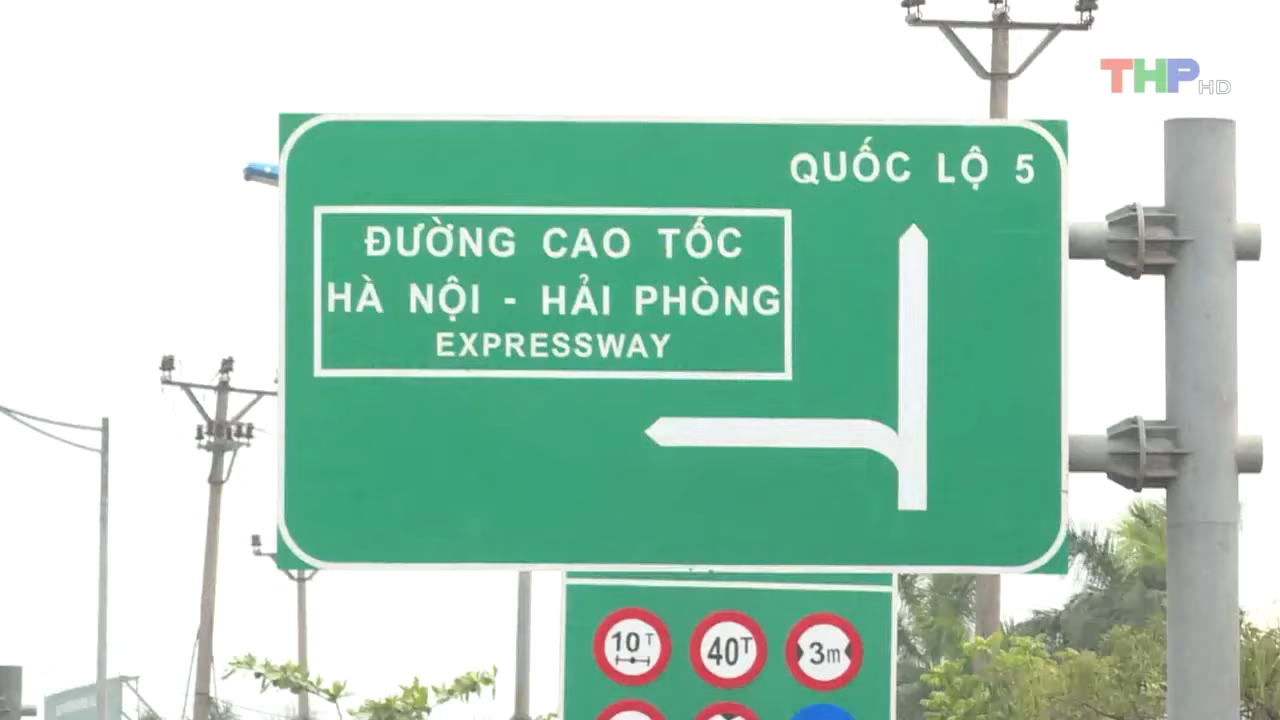 THP HD
QUỐC LỘ 5
ĐƯỜNG CAO TỐC
HÀ NỘI - HẢI PHÒNG
EXPRESSWAY
10T
40T
3m